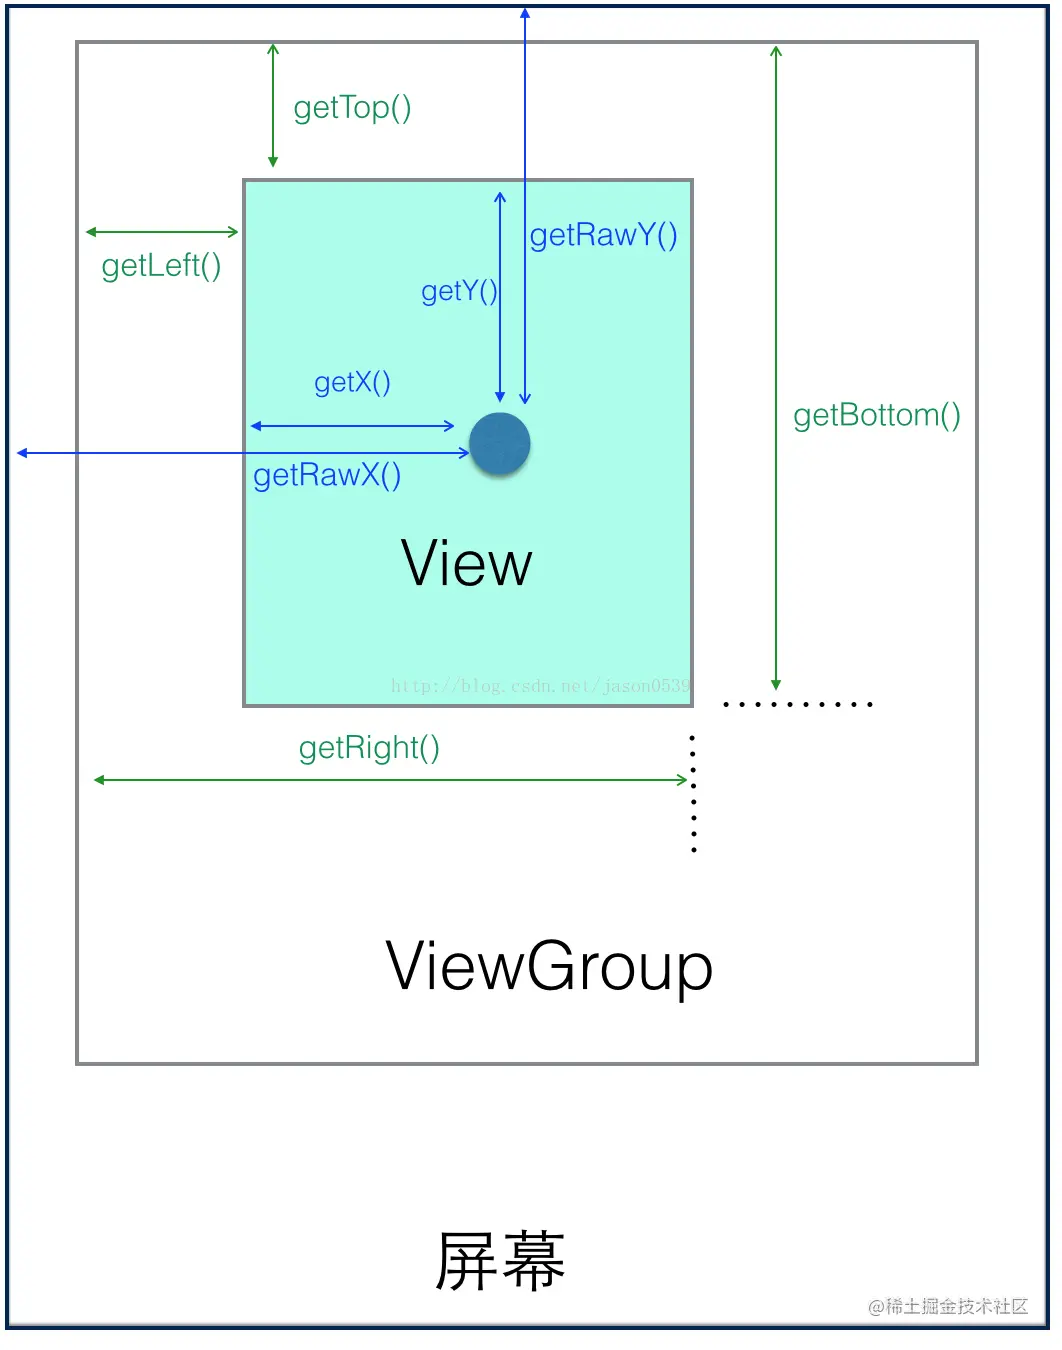 getTop()
getRawY()
getLeft()
getY()
getX()
getBottom()
getRawX()
View
http://blog.csdn.net/jason0539
getRight()
ViewGroup
屏幕
@稀土掘金技术社区